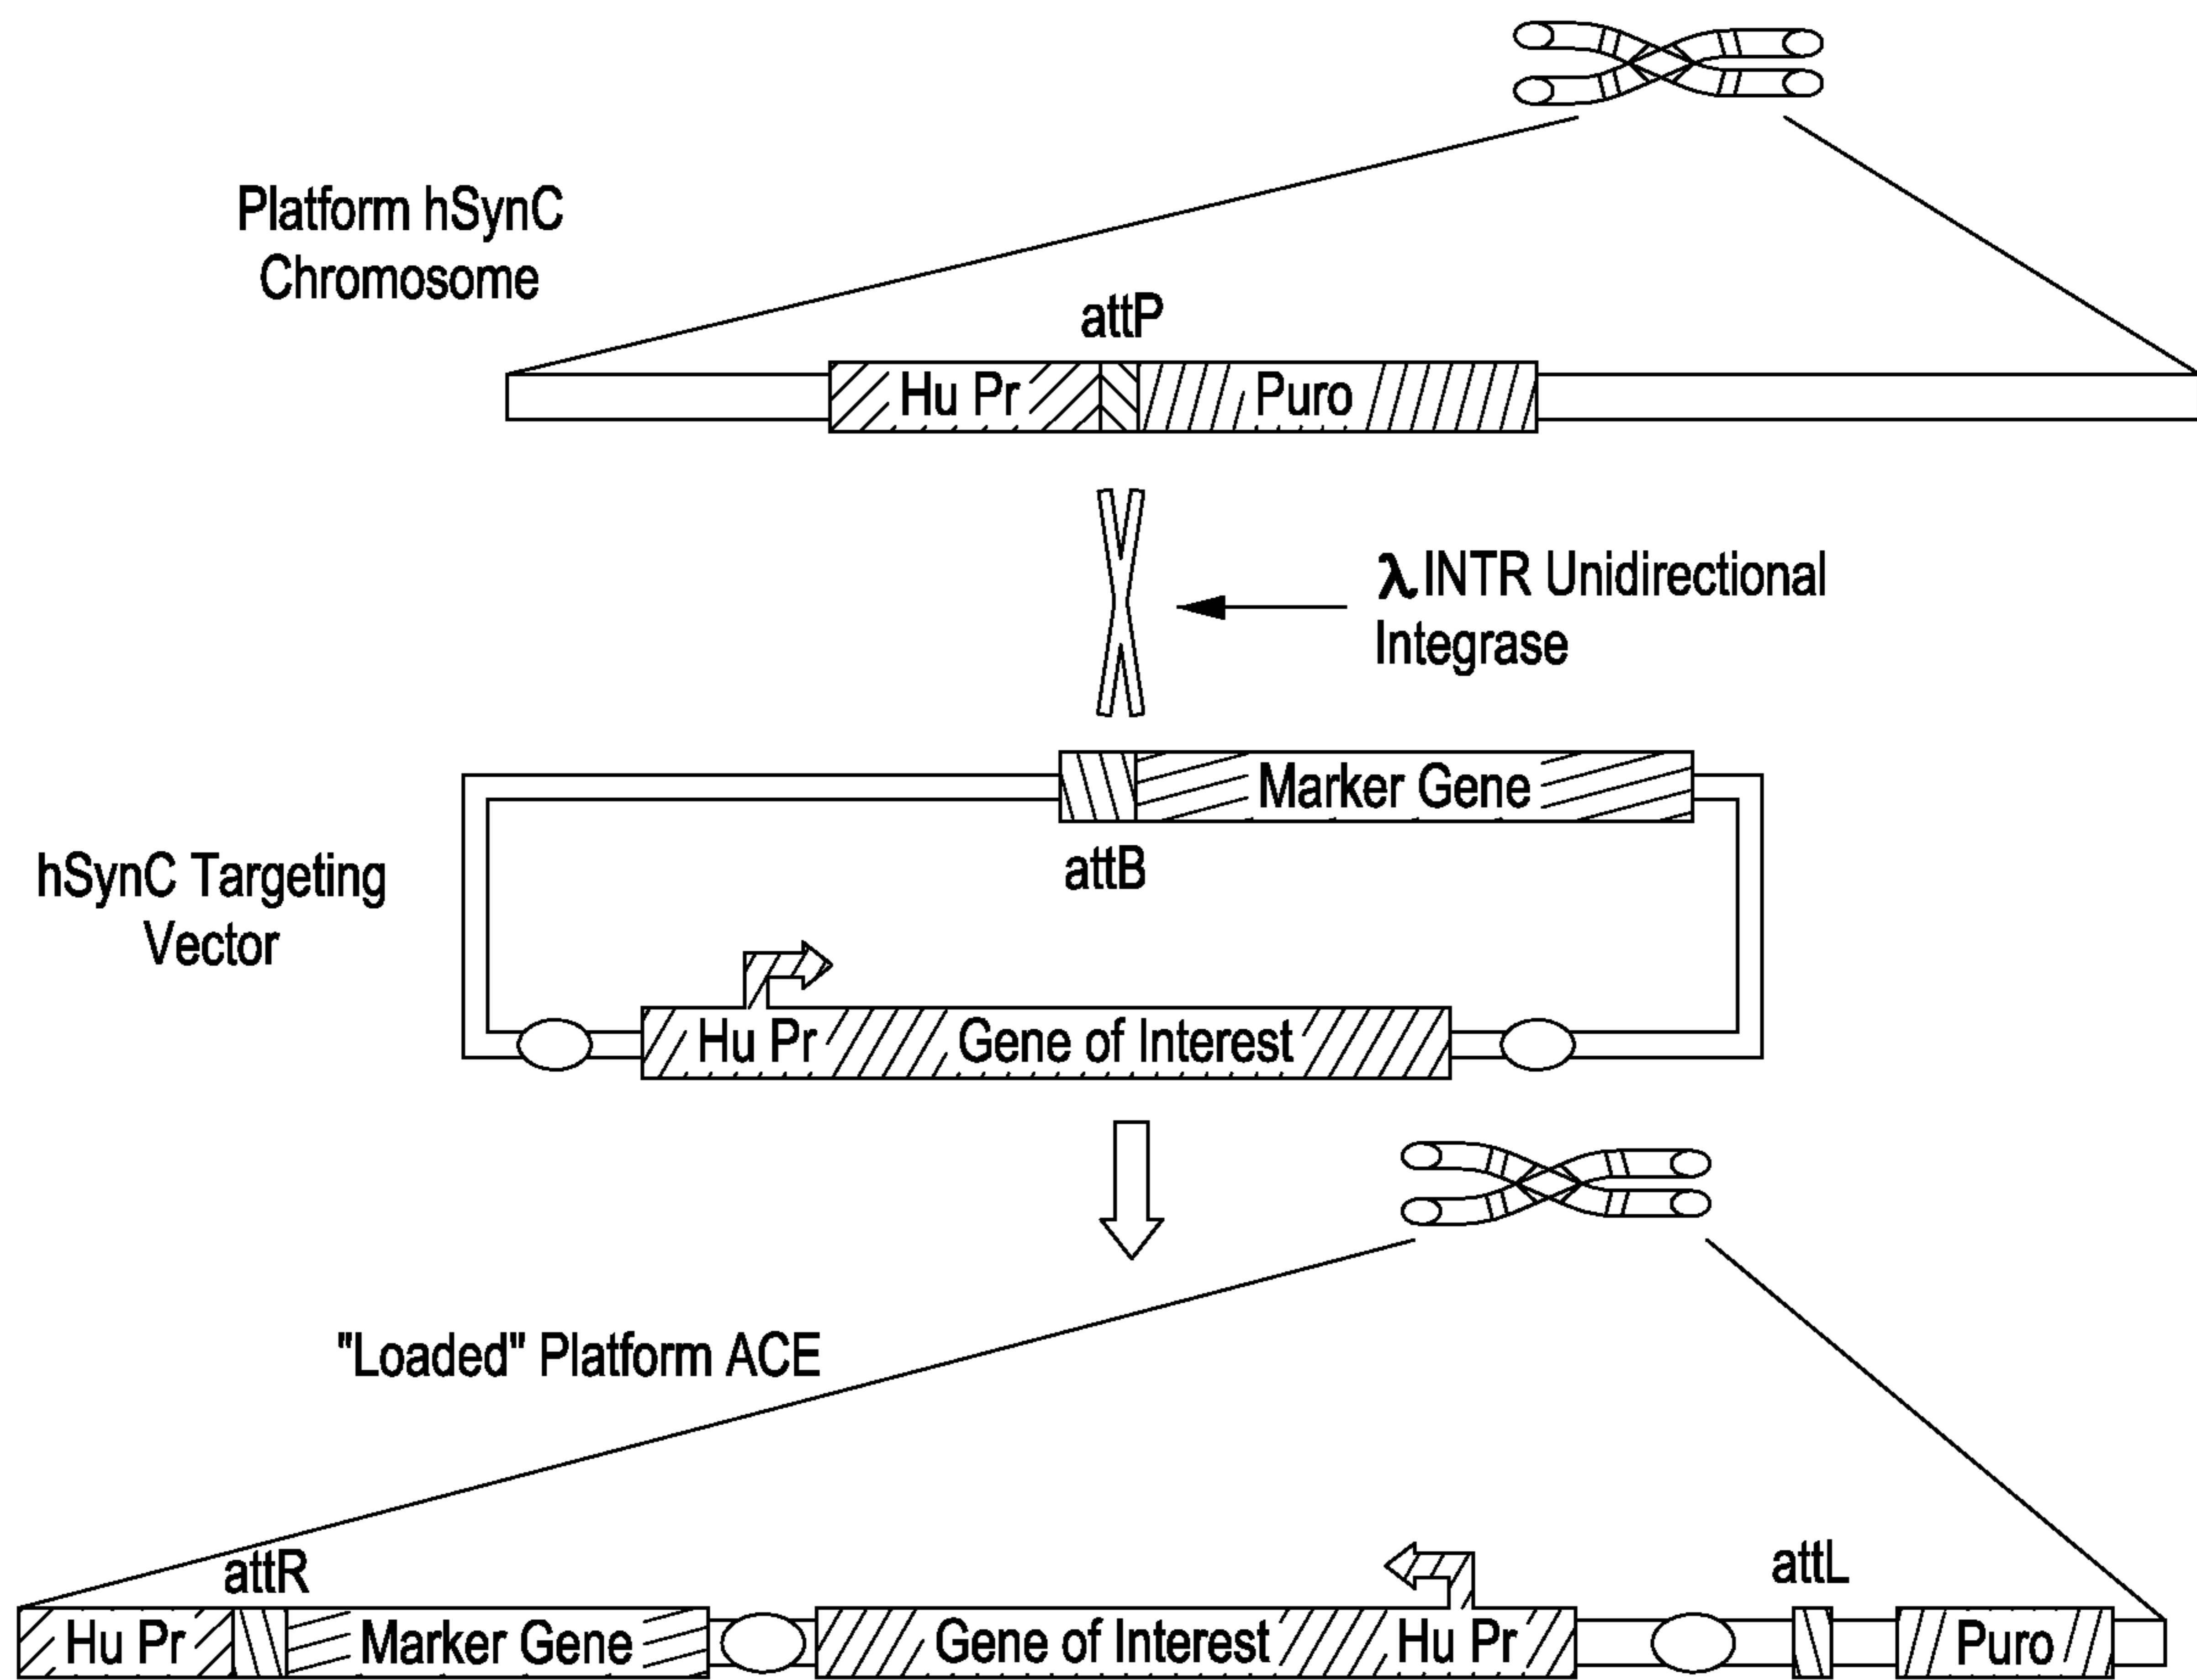 Platform hSynC
Chromosome
attP
Hu Pr
Puro
λ INTR Unidirectional
Integrase
Marker Gene
attB
hSynC Targeting
Vector
Hu Pr
Gene of Interest
"Loaded" Platform ACE
attR
attL
Hu Pr
Marker Gene
Gene of Interest
Hu Pr
Puro